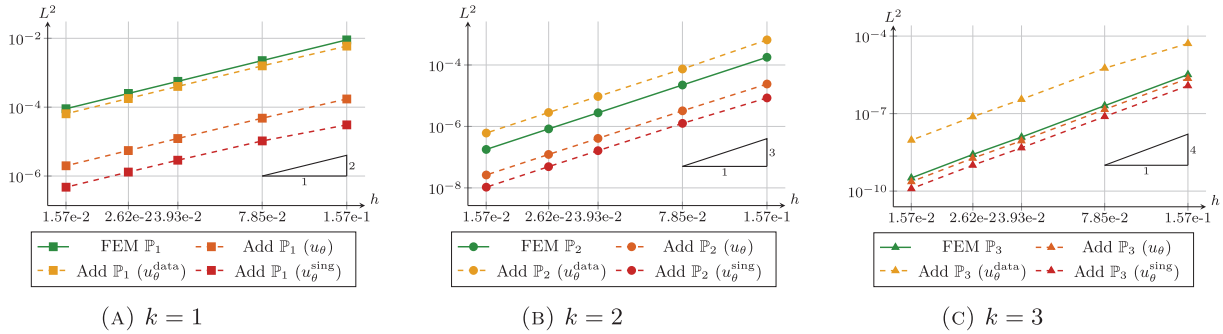 L²
10⁻²
10⁻⁴
10⁻⁶
1
2
h
1.57e-2 2.62e-2 3.93e-2 7.85e-2 1.57e-1
FEM ℙ₁ Add ℙ₁ (u_θ)
Add ℙ₁ (u_θ^data) Add ℙ₁ (u_θ^sing)
(A) k = 1
L²
10⁻²
10⁻⁴
10⁻⁶
10⁻⁸
1
3
h
1.57e-2 2.62e-2 3.93e-2 7.85e-2 1.57e-1
FEM ℙ₂ Add ℙ₂ (u_θ)
Add ℙ₂ (u_θ^data) Add ℙ₂ (u_θ^sing)
(B) k = 2
L²
10⁻⁴
10⁻⁷
10⁻¹⁰
1
4
h
1.57e-2 2.62e-2 3.93e-2 7.85e-2 1.57e-1
FEM ℙ₃ Add ℙ₃ (u_θ)
Add ℙ₃ (u_θ^data) Add ℙ₃ (u_θ^sing)
(C) k = 3